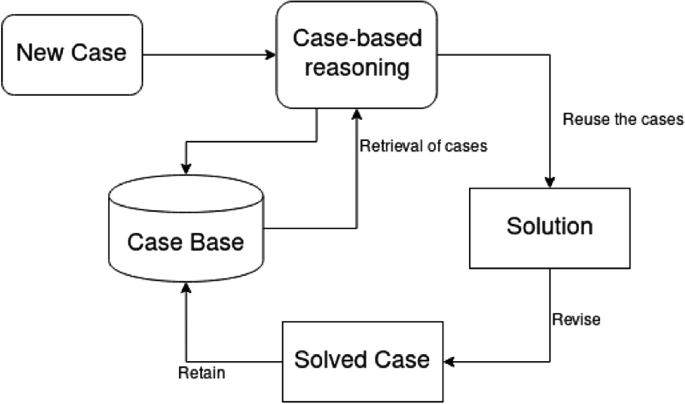 New Case
Case-based
reasoning
Reuse the cases
Retrieval of cases
Case Base
Solution
Revise
Solved Case
Retain